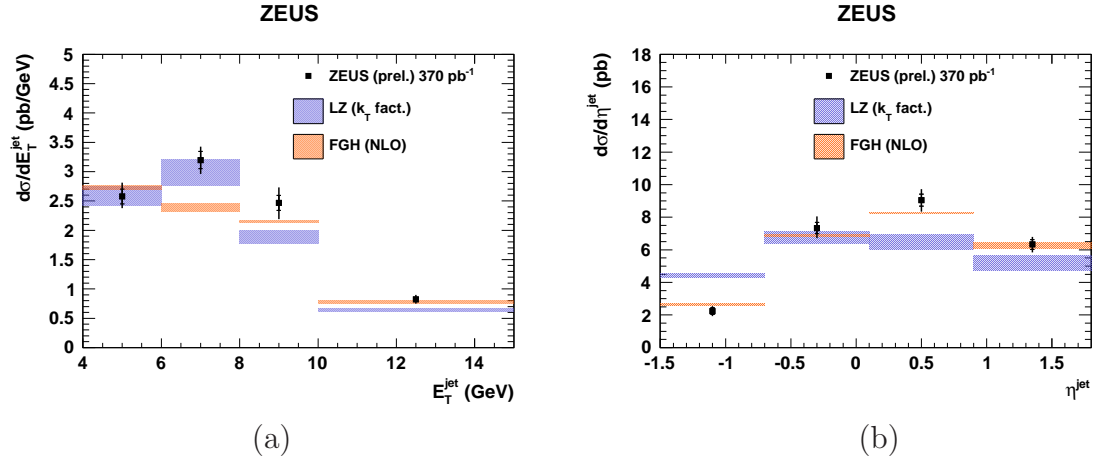 ZEUS
dσ/dE_T^jet (pb/GeV)
5
4.5
4
3.5
3
2.5
2
1.5
1
0.5
0
ZEUS (prel.) 370 pb⁻¹
LZ (k_T fact.)
FGH (NLO)
4 6 8 10 12 14
E_T^jet (GeV)
(a)
ZEUS
dσ/dη^jet (pb)
18
16
14
12
10
8
6
4
2
0
ZEUS (prel.) 370 pb⁻¹
LZ (k_T fact.)
FGH (NLO)
-1.5 -1 -0.5 0 0.5 1 1.5
η^jet
(b)